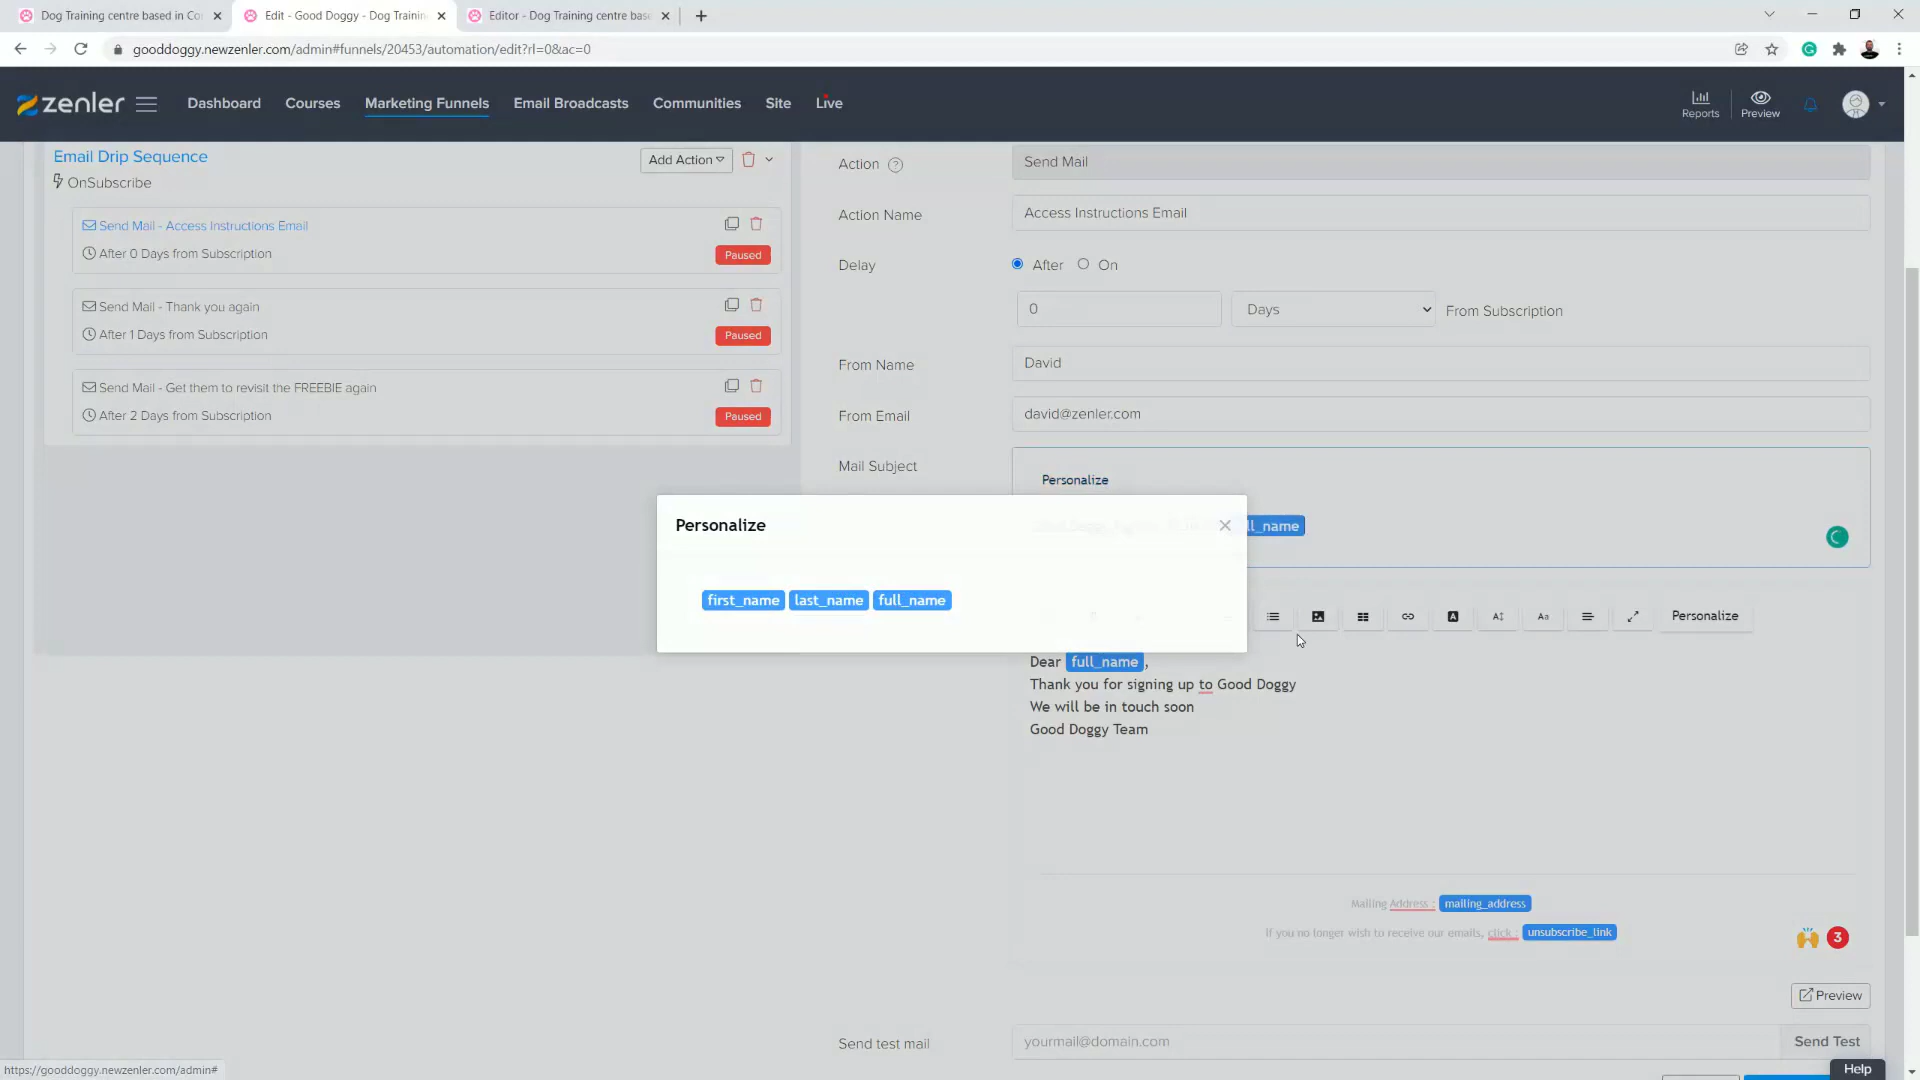 Dog Training centre based in Co
Edit - Good Doggy - Dog Trainin
Editor - Dog Training centre base
gooddoggy.newzenler.com/admin#funnels/20453/automation/edit?rl=0&ac=0
zenler
Dashboard
Courses
Marketing Funnels
Email Broadcasts
Communities
Site
Live
Reports
Preview
Email Drip Sequence
Add Action
OnSubscribe
Send Mail - Access Instructions Email
After 0 Days from Subscription
Paused
Send Mail - Thank you again
After 1 Days from Subscription
Paused
Send Mail - Get them to revisit the FREEBIE again
After 2 Days from Subscription
Paused
Action ?
Send Mail
Action Name
Access Instructions Email
Delay
After
On
0
Days
From Subscription
From Name
David
From Email
david@zenler.com
Mail Subject
Personalize
ll_name
Personalize
first_name last_name full_name
Personalize
Dear full_name,
Thank you for signing up to Good Doggy
We will be in touch soon
Good Doggy Team
Mailing Address : mailing_address
If you no longer wish to receive our emails, click : unsubscribe_link
3
Preview
Send test mail
yourmail@domain.com
Send Test
Help
https://gooddoggy.newzenler.com/admin#